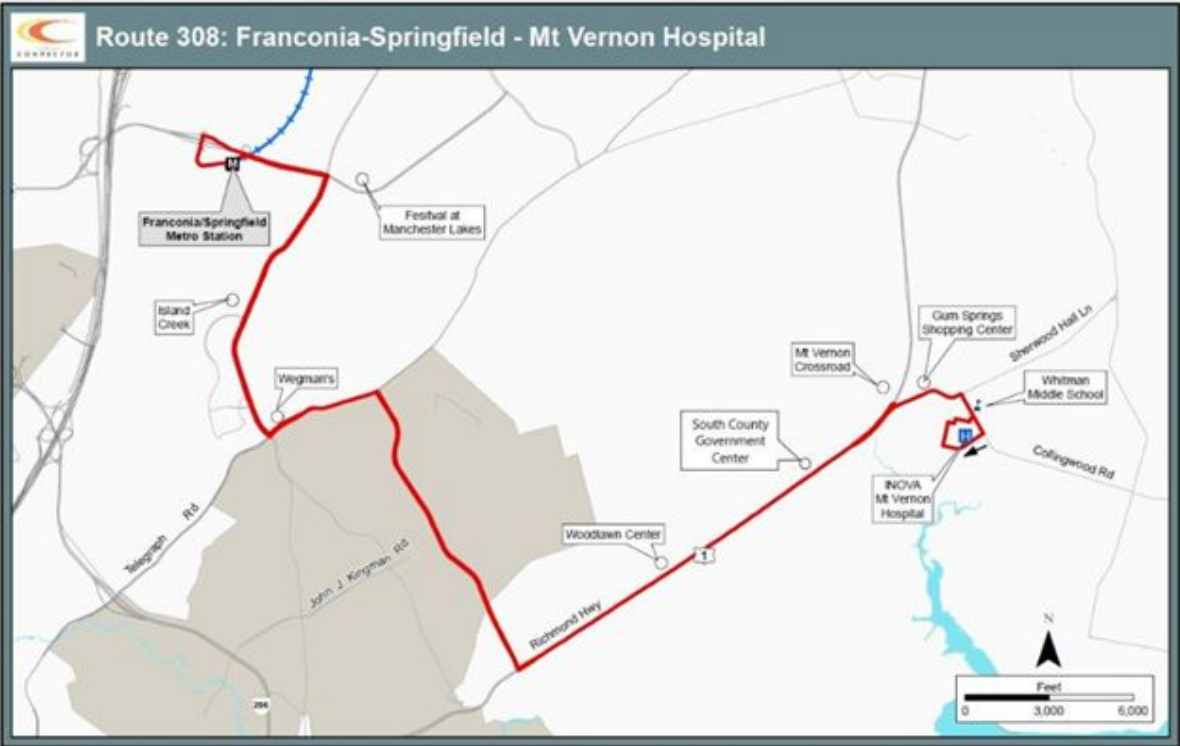 CONNECTOR
Route 308: Franconia-Springfield - Mt Vernon Hospital
M
Franconia/Springfield
Metro Station
Festval at
Manchester Lakes
Island
Creek
Wegman's
Gum Springs
Shopping Center
Sherwood Hall Ln
Mt Vernon
Crossroad
Whitman
Middle School
South County
Government
Center
H
Collingwood Rd
INOVA
Mt Vernon
Hospital
Woodlawn Center
1
Telegraph Rd
John J Kingman Rd
Richmond Hwy
N
Feet
0 3,000 6,000